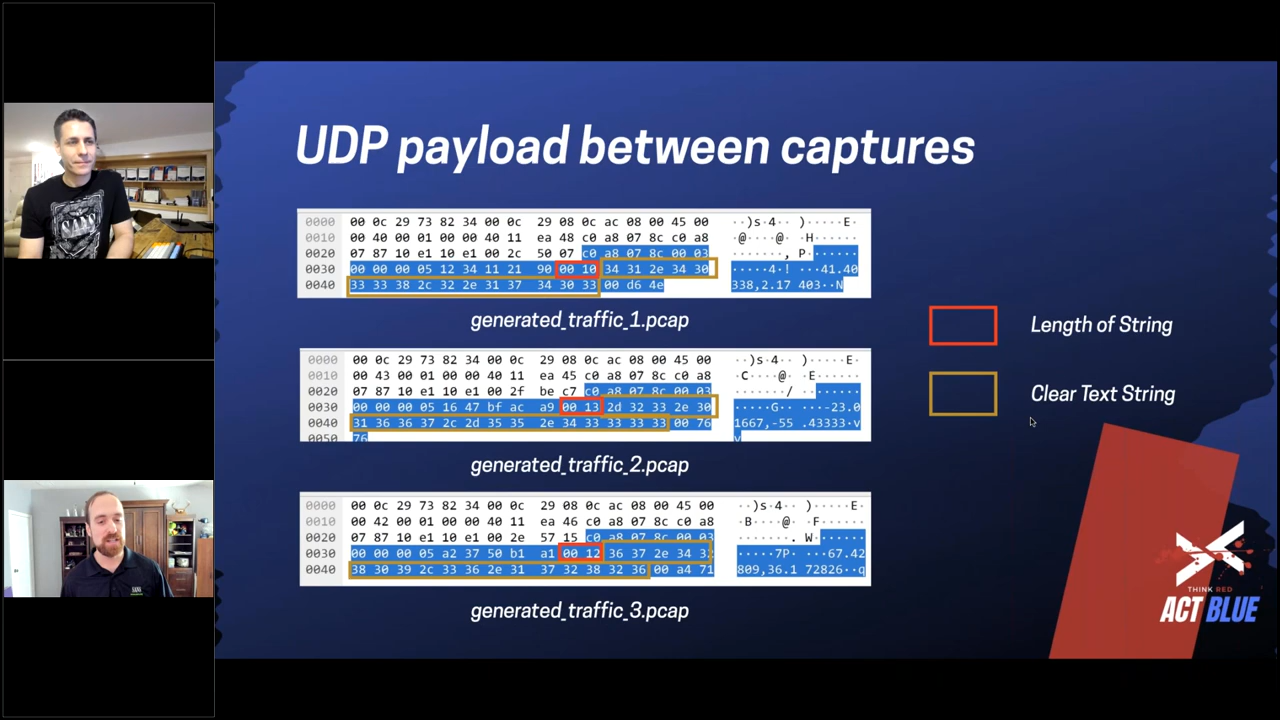 UDP payload between captures
0000 00 0c 29 73 82 34 00 0c 29 08 0c ac 08 00 45 00 ··)s·4·· )·····E·
0010 00 40 00 01 00 00 40 11 ea 48 c0 a8 07 8c c0 a8 ·@····@· ·H······
0020 07 87 10 e1 10 e1 00 2c 50 07 c0 a8 07 8c 00 03 ·······, P·······
0030 00 00 00 05 12 34 11 21 90 00 10 34 31 2e 34 30 ·····4·! ···41.40
0040 33 33 38 2c 32 2e 31 37 34 30 33 00 d6 4e 338,2.17 403··N
generated_traffic_1.pcap
0000 00 0c 29 73 82 34 00 0c 29 08 0c ac 08 00 45 00 ··)s·4·· )·····E·
0010 00 43 00 01 00 00 40 11 ea 45 c0 a8 07 8c c0 a8 ·C····@· ·E······
0020 07 87 10 e1 10 e1 00 2f be c7 c0 a8 07 8c 00 03 ·······/ ········
0030 00 00 00 05 16 47 bf ac a9 00 13 2d 32 33 2e 30 ·····G·· ···-23.0
0040 31 36 36 37 2c 2d 35 35 2e 34 33 33 33 33 00 76 1667,-55 .43333·v
0050 76 v
generated_traffic_2.pcap
0000 00 0c 29 73 82 34 00 0c 29 08 0c ac 08 00 45 00 ··)s·4·· )·····E·
0010 00 42 00 01 00 00 40 11 ea 46 c0 a8 07 8c c0 a8 ·B····@· ·F······
0020 07 87 10 e1 10 e1 00 2e 57 15 c0 a8 07 8c 00 03 ·······. W·······
0030 00 00 00 05 a2 37 50 b1 a1 00 12 36 37 2e 34 32 ·····7P· ···67.42
0040 38 30 39 2c 33 36 2e 31 37 32 38 32 36 00 a4 71 809,36.1 72826··q
generated_traffic_3.pcap
Length of String
Clear Text String
THINK RED
ACT BLUE